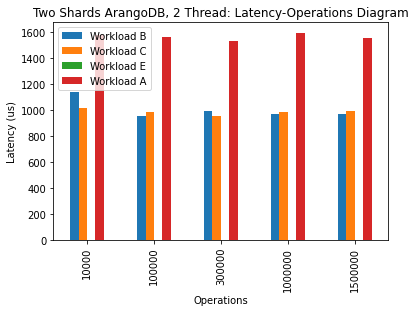 Two Shards ArangoDB, 2 Thread: Latency-Operations Diagram
Workload B
Workload C
Workload E
Workload A
Latency (us)
1600
1400
1200
1000
800
600
400
200
0
10000
100000
300000
1000000
1500000
Operations